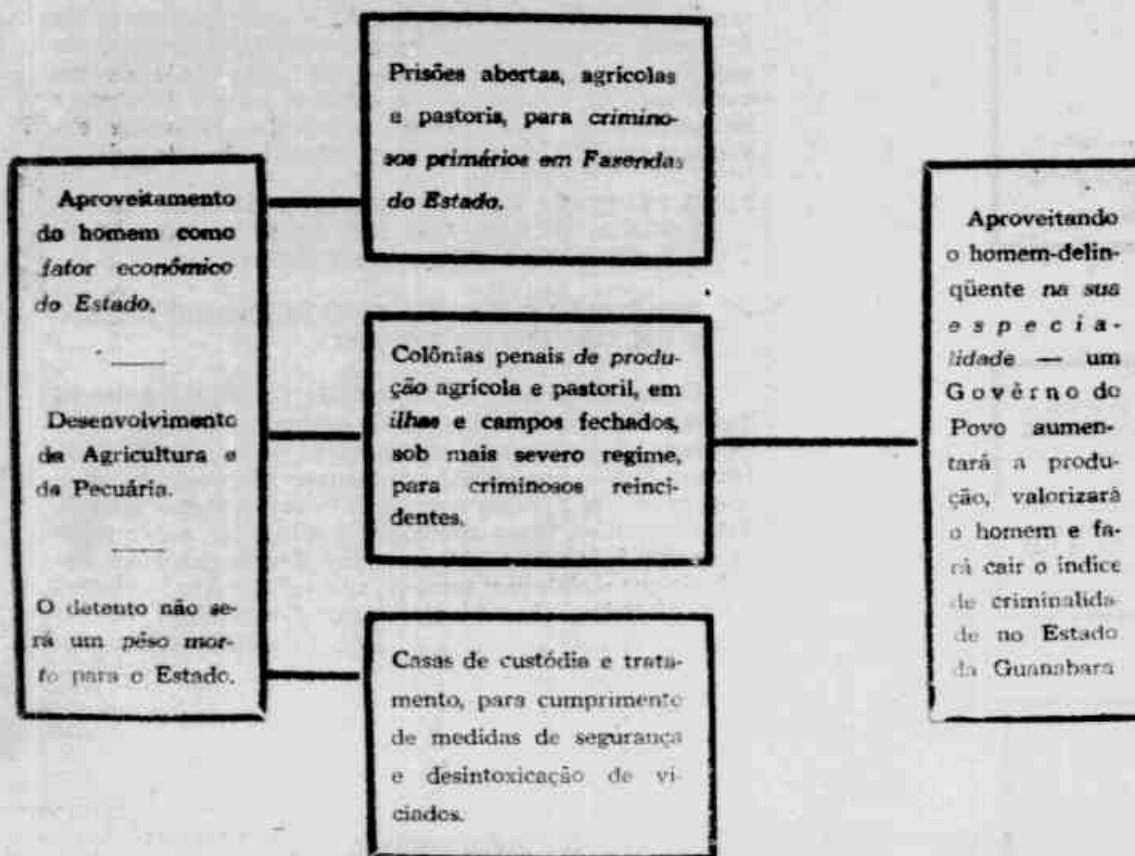 Aproveitamento
do homem como
fator econômico
do Estado.
Desenvolvimento
da Agricultura e
da Pecuária.
O detento não se-
rá um pêso mor-
to para o Estado.
Prisões abertas, agrícolas
e pastoris, para crimino-
sos primários em Fazendas
do Estado.
Colônias penais de produ-
ção agrícola e pastoril, em
ilhas e campos fechados,
sob mais severo regime,
para criminosos reinci-
dentes.
Casas de custódia e trata-
mento, para cumprimento
de medidas de segurança
e desintoxicação de vi-
ciados.
Aproveitando
o homem-delin-
qüente na sua
especia-
lidade — um
Govêrno do
Povo aumen-
tará a produ-
ção, valorizará
o homem e fa-
rá cair o índice
de criminalida
de no Estado
da Guanabara